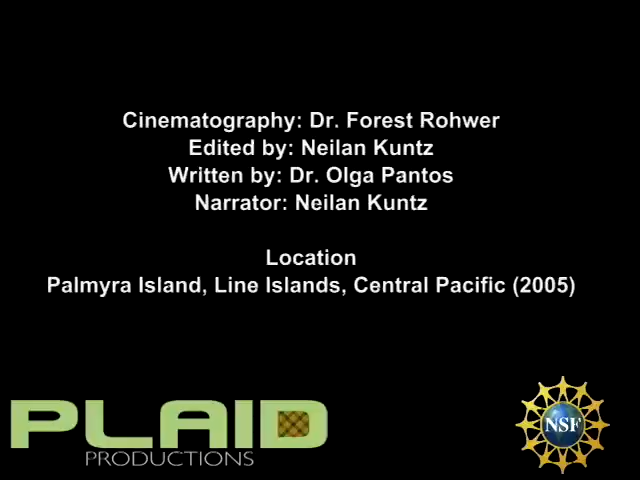 Cinematography: Dr. Forest Rohwer
Edited by: Neilan Kuntz
Written by: Dr. Olga Pantos
Narrator: Neilan Kuntz
Location
Palmyra Island, Line Islands, Central Pacific (2005)
PLAID
PRODUCTIONS
NSF